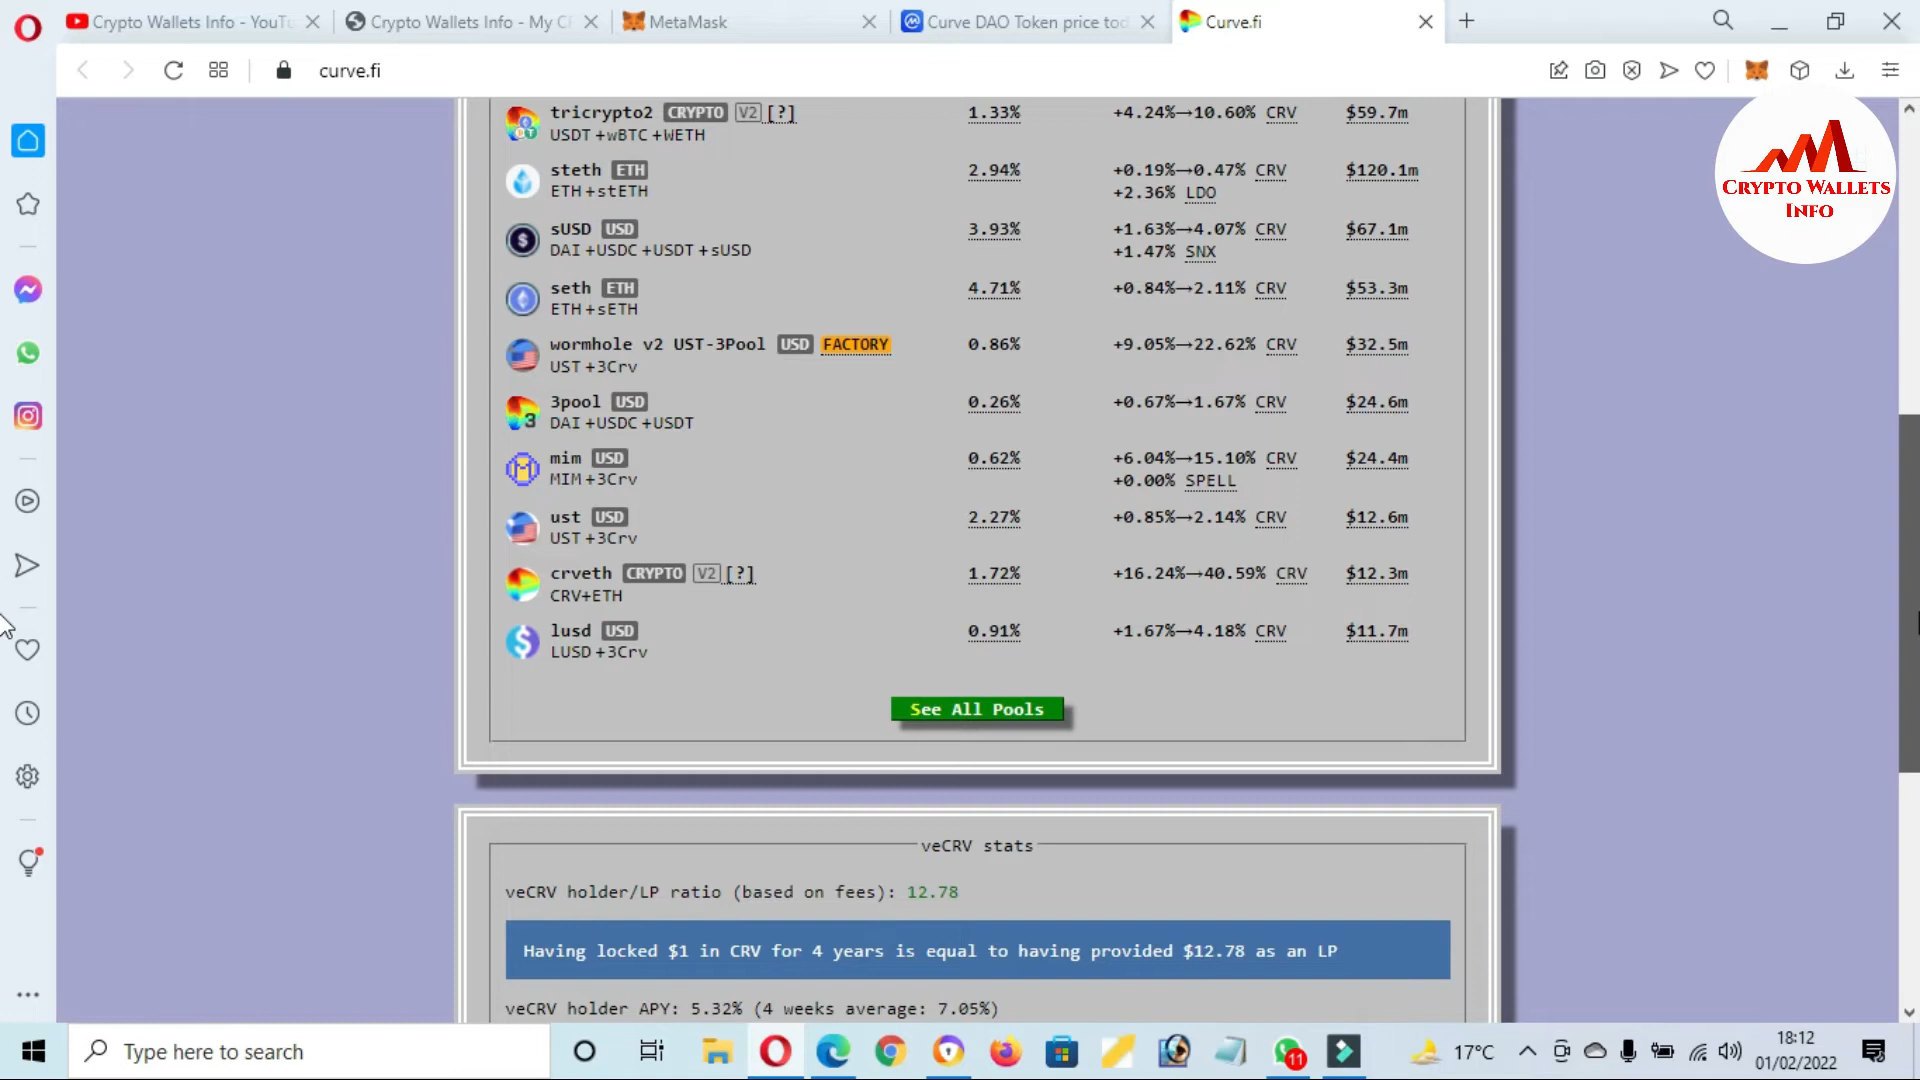 Crypto Wallets Info - YouTu
Crypto Wallets Info - My C
MetaMask
Curve DAO Token price tod
Curve.fi
curve.fi
CRYPTO WALLETS
INFO
tricrypto2 CRYPTO V2 [?] 1.33% +4.24%→10.60% CRV $59.7m
USDT+wBTC+WETH
steth ETH 2.94% +0.19%→0.47% CRV $120.1m
ETH+stETH +2.36% LDO
sUSD USD 3.93% +1.63%→4.07% CRV $67.1m
DAI+USDC+USDT+sUSD +1.47% SNX
seth ETH 4.71% +0.84%→2.11% CRV $53.3m
ETH+sETH
wormhole v2 UST-3Pool USD FACTORY 0.86% +9.05%→22.62% CRV $32.5m
UST+3Crv
3pool USD 0.26% +0.67%→1.67% CRV $24.6m
DAI+USDC+USDT
mim USD 0.62% +6.04%→15.10% CRV $24.4m
MIM+3Crv +0.00% SPELL
ust USD 2.27% +0.85%→2.14% CRV $12.6m
UST+3Crv
crveth CRYPTO V2 [?] 1.72% +16.24%→40.59% CRV $12.3m
CRV+ETH
lusd USD 0.91% +1.67%→4.18% CRV $11.7m
LUSD+3Crv
See All Pools
veCRV stats
veCRV holder/LP ratio (based on fees): 12.78
Having locked $1 in CRV for 4 years is equal to having provided $12.78 as an LP
veCRV holder APY: 5.32% (4 weeks average: 7.05%)
Type here to search
11
17°C
18:12
01/02/2022